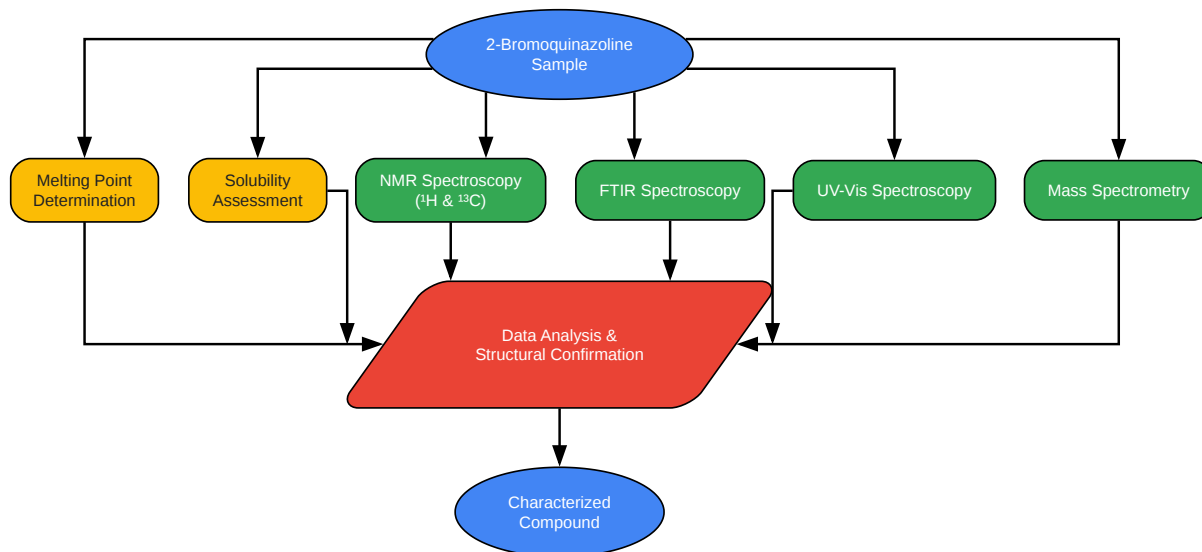 2-Bromoquinazoline
Sample
Melting Point
Determination
Solubility
Assessment
NMR Spectroscopy
(¹H & ¹³C)
FTIR Spectroscopy
UV-Vis Spectroscopy
Mass Spectrometry
Data Analysis &
Structural Confirmation
Characterized
Compound